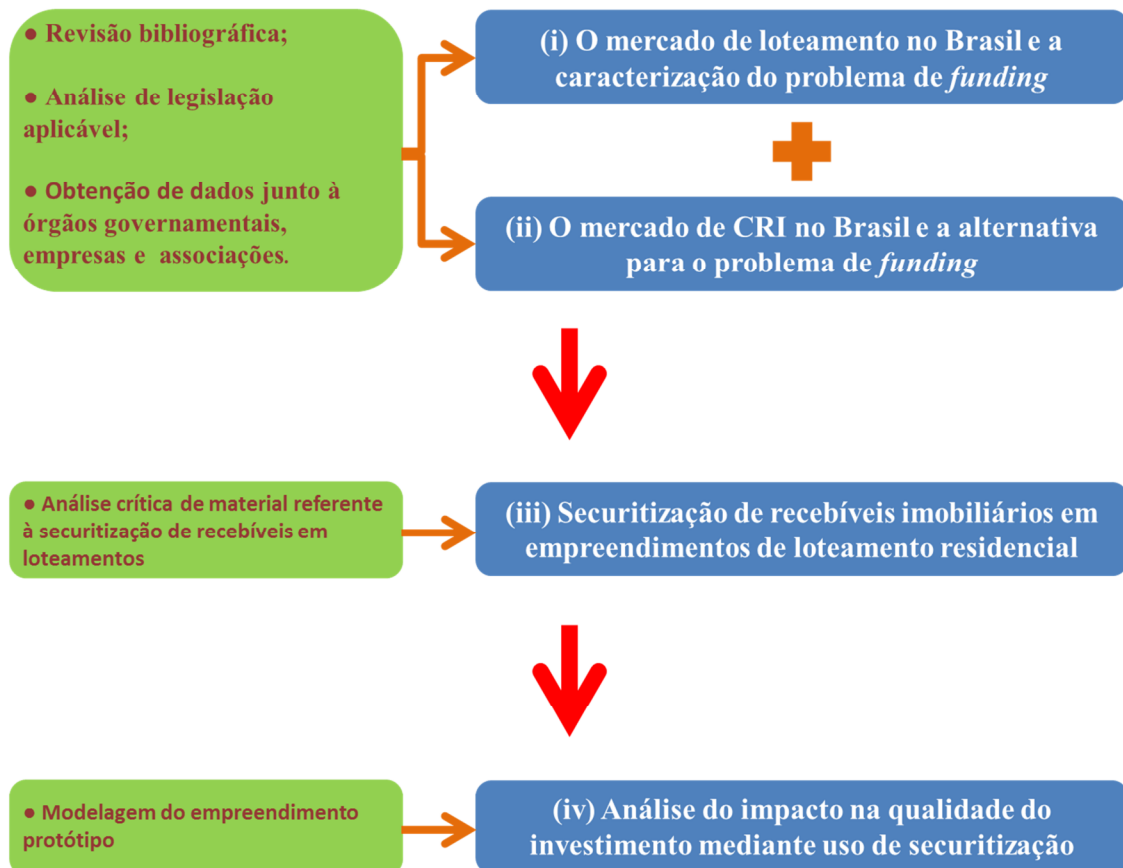 ● Revisão bibliográfica;
● Análise de legislação
aplicável;
● Obtenção de dados junto à
órgãos governamentais,
empresas e associações.
(i) O mercado de loteamento no Brasil e a
caracterização do problema de funding
(ii) O mercado de CRI no Brasil e a alternativa
para o problema de funding
● Análise crítica de material referente
à securitização de recebíveis em
loteamentos
(iii) Securitização de recebíveis imobiliários em
empreendimentos de loteamento residencial
● Modelagem do empreendimento
protótipo
(iv) Análise do impacto na qualidade do
investimento mediante uso de securitização